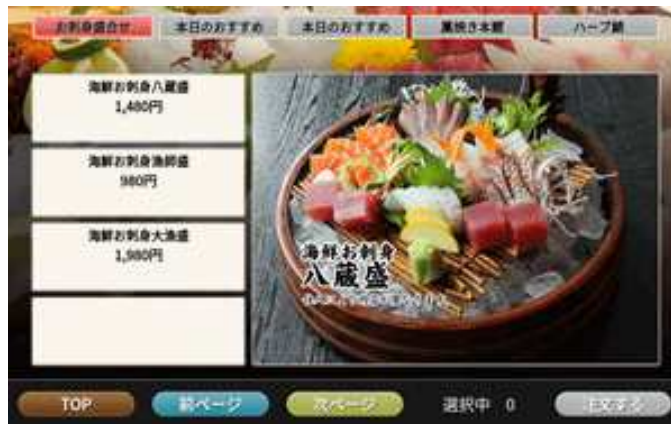 お刺身盛合せ
本日のおすすめ
本日のおすすめ
藁焼き本鰹
ハーブ鯖
海鮮お刺身八蔵盛
1,480円
海鮮お刺身漁師盛
980円
海鮮お刺身大漁盛
1,980円
海鮮お刺身
八蔵盛
TOP
前ページ
次ページ
選択中 0
注文する